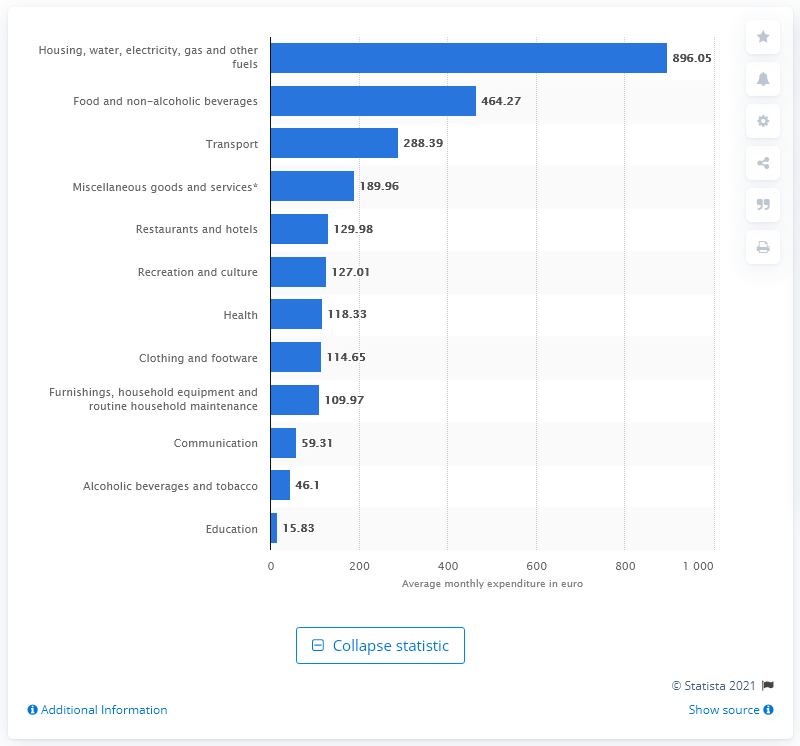 Housing, water, electricity, gas and other
fuels
896.05
Food and non-alcoholic beverages
464.27
Transport
288.39
Miscellaneous goods and services*
189.96
Restaurants and hotels
129.98
Recreation and culture
127.01
Health
118.33
Clothing and footware
114.65
Furnishings, household equipment and
routine household maintenance
109.97
Communication
59.31
Alcoholic beverages and tobacco
46.1
Education
15.83
0 200 400 600 800 1 000
Average monthly expenditure in euro
Collapse statistic
© Statista 2021
Additional Information
Show source